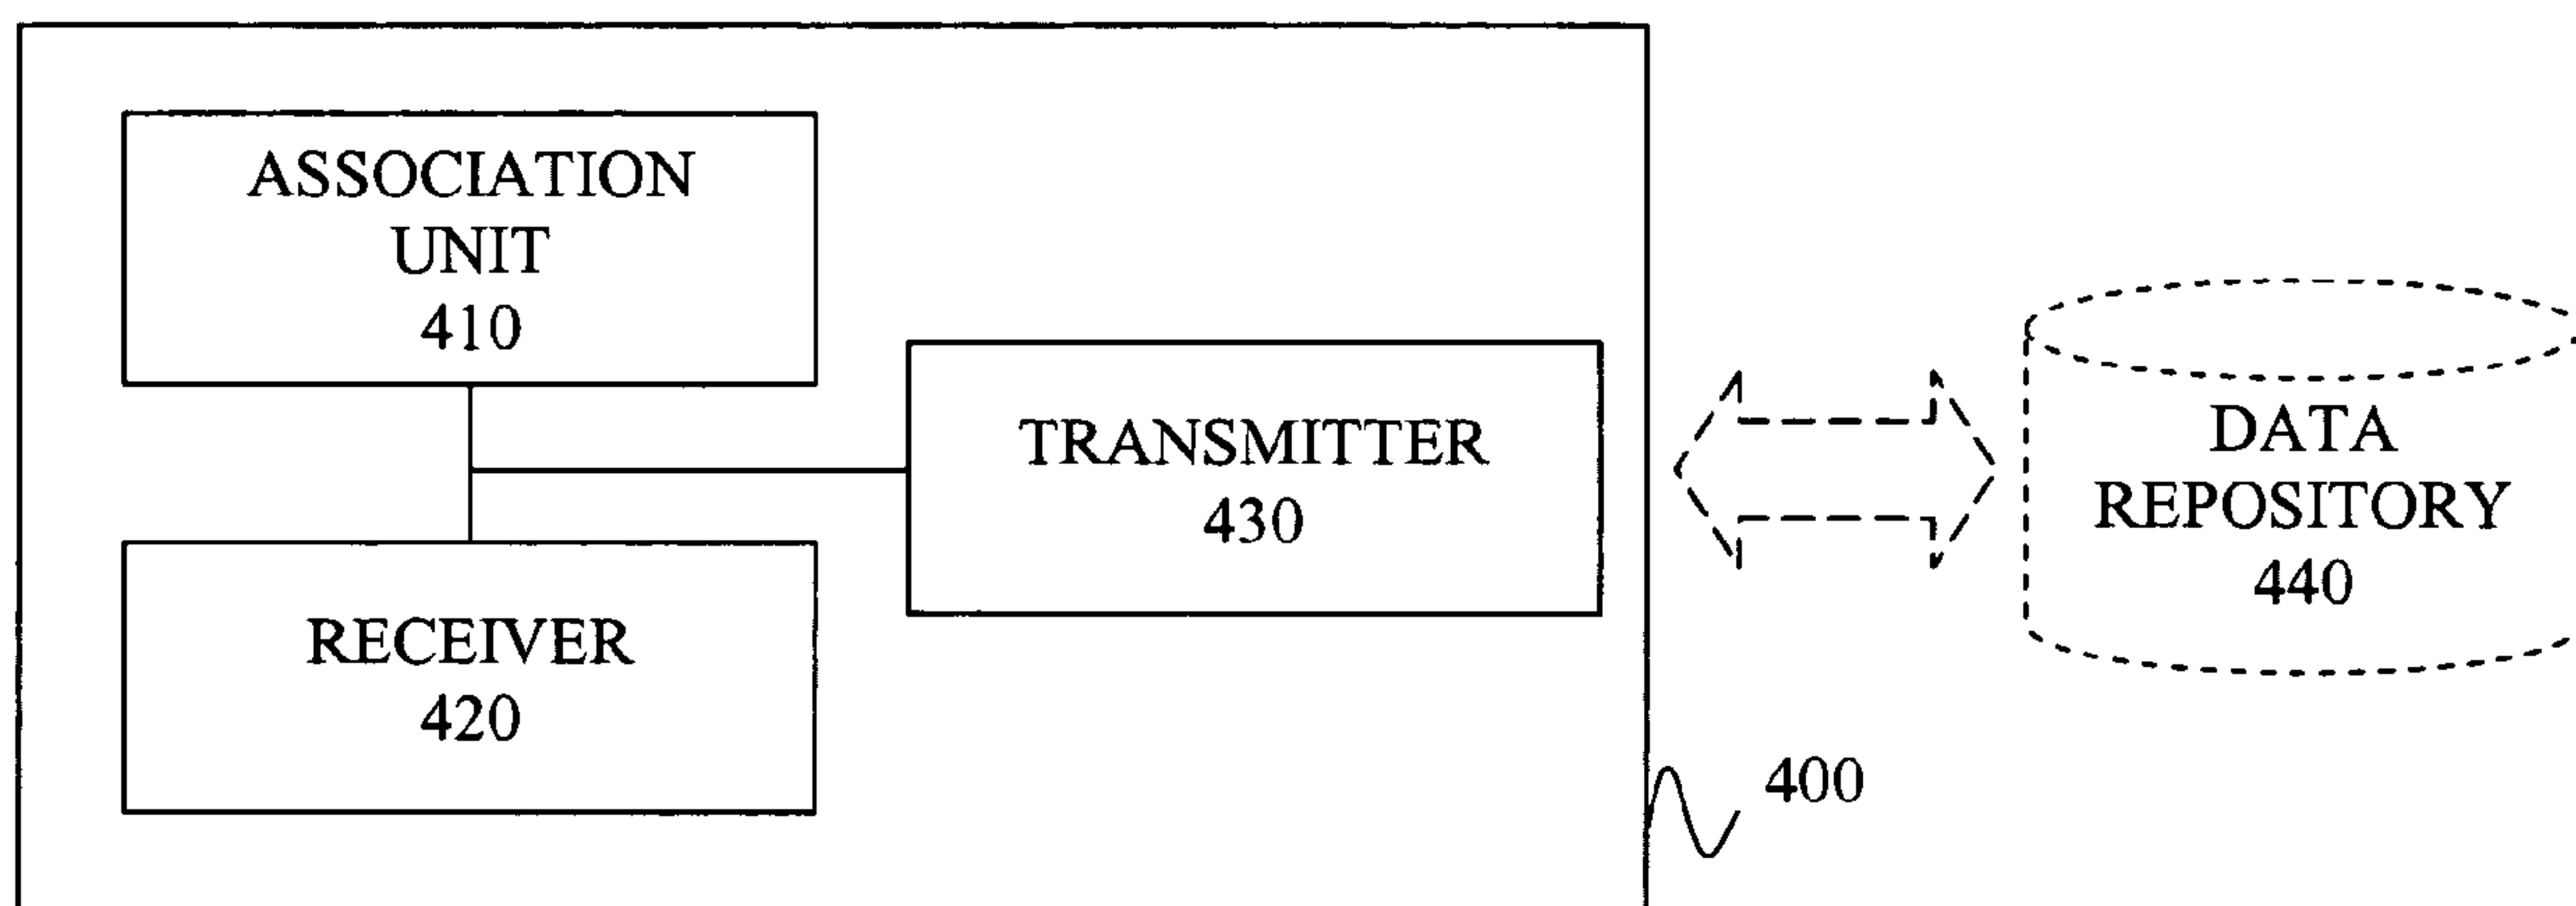 ASSOCIATION
UNIT
410
TRANSMITTER
430
RECEIVER
420
DATA
REPOSITORY
440
400